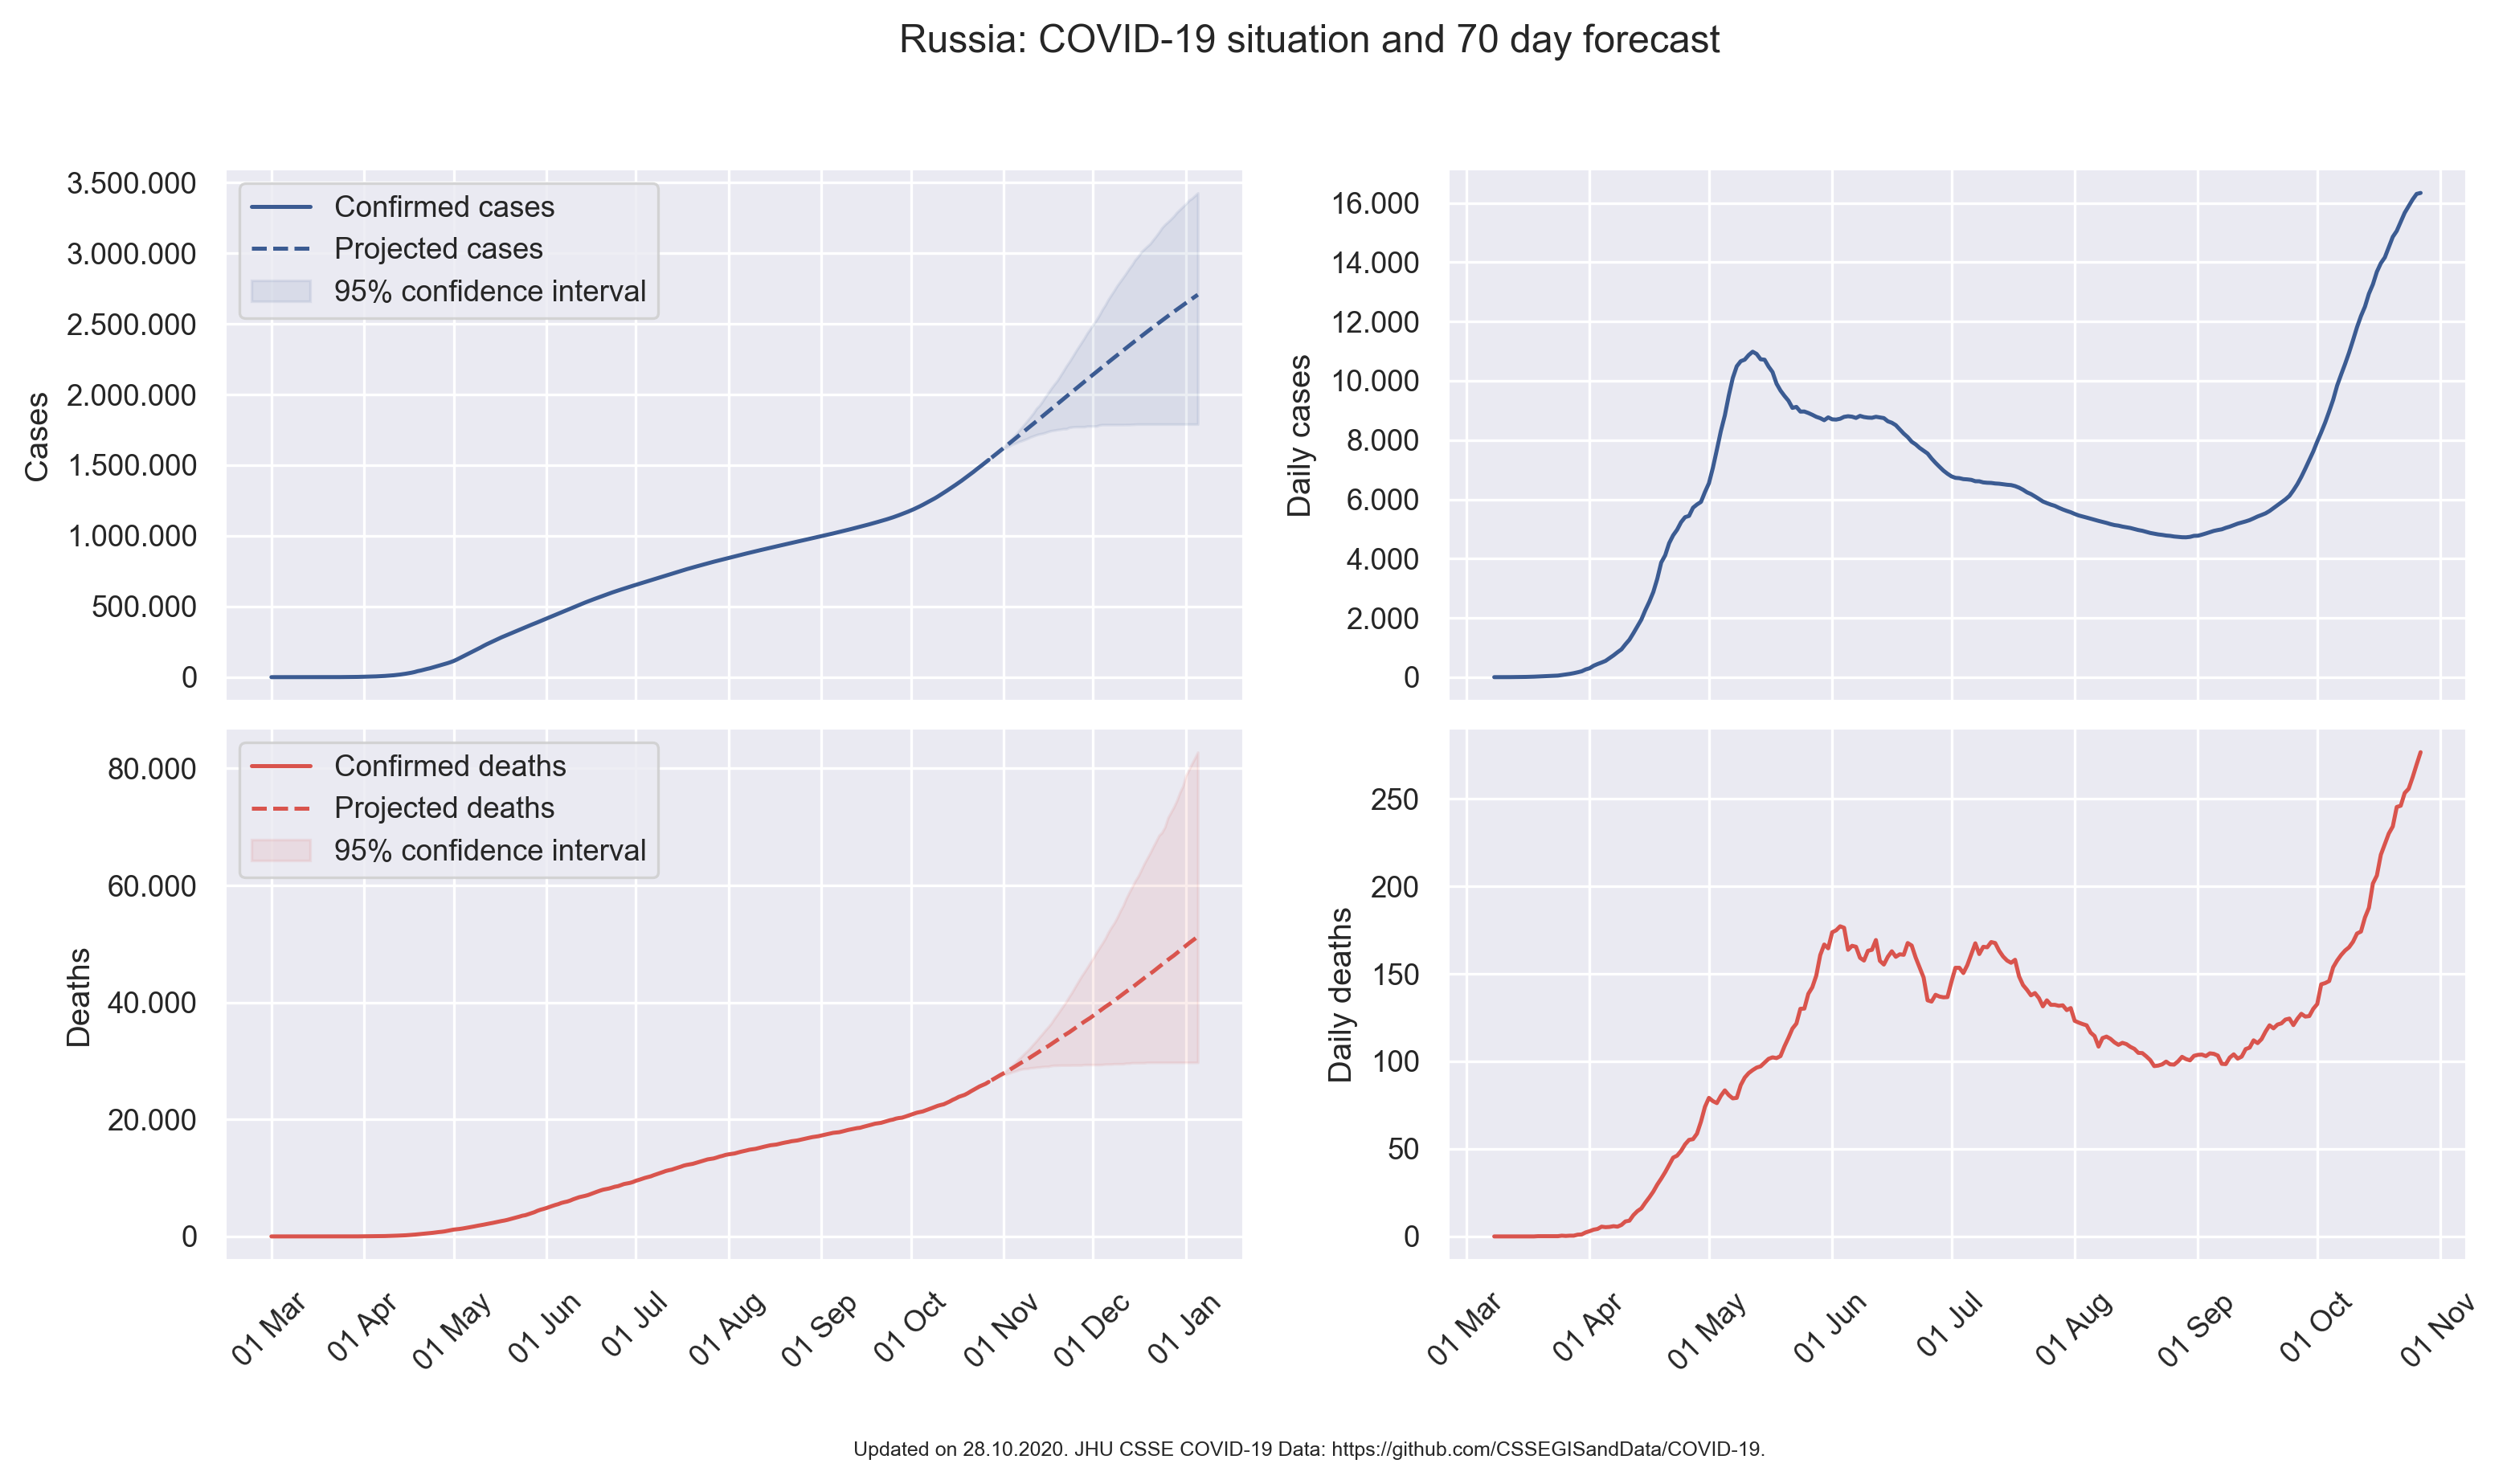 Russia: COVID-19 situation and 70 day forecast
3.500.000
3.000.000
2.500.000
2.000.000
1.500.000
1.000.000
500.000
0
Cases
Confirmed cases
Projected cases
95% confidence interval
16.000
14.000
12.000
10.000
8.000
6.000
4.000
2.000
0
Daily cases
80.000
60.000
40.000
20.000
0
Deaths
Confirmed deaths
Projected deaths
95% confidence interval
01 Mar
01 Apr
01 May
01 Jun
01 Jul
01 Aug
01 Sep
01 Oct
01 Nov
01 Dec
01 Jan
250
200
150
100
50
0
Daily deaths
01 Mar
01 Apr
01 May
01 Jun
01 Jul
01 Aug
01 Sep
01 Oct
01 Nov
Updated on 28.10.2020. JHU CSSE COVID-19 Data: https://github.com/CSSEGISandData/COVID-19.